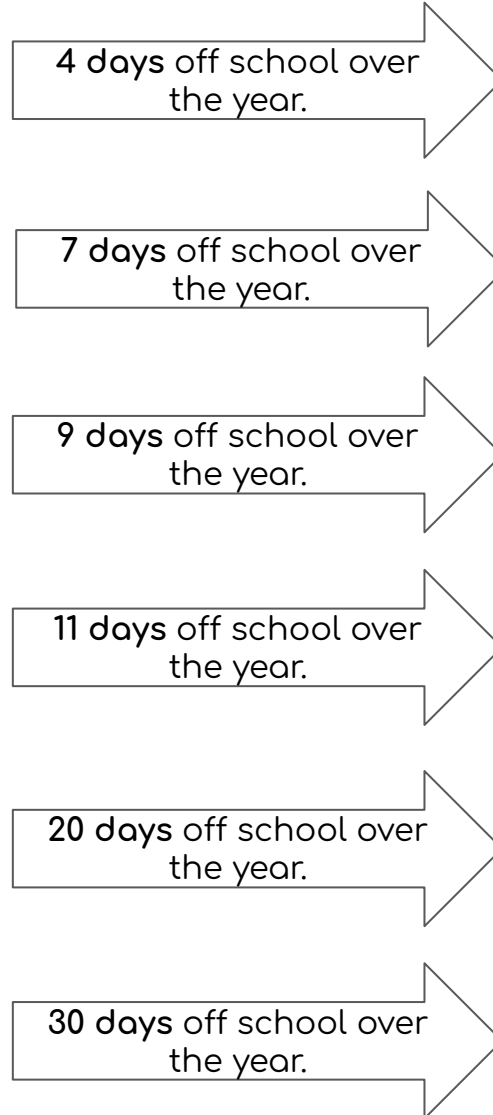 4 days off school over
the year.
7 days off school over
the year.
9 days off school over
the year.
11 days off school over
the year.
20 days off school over
the year.
30 days off school over
the year.